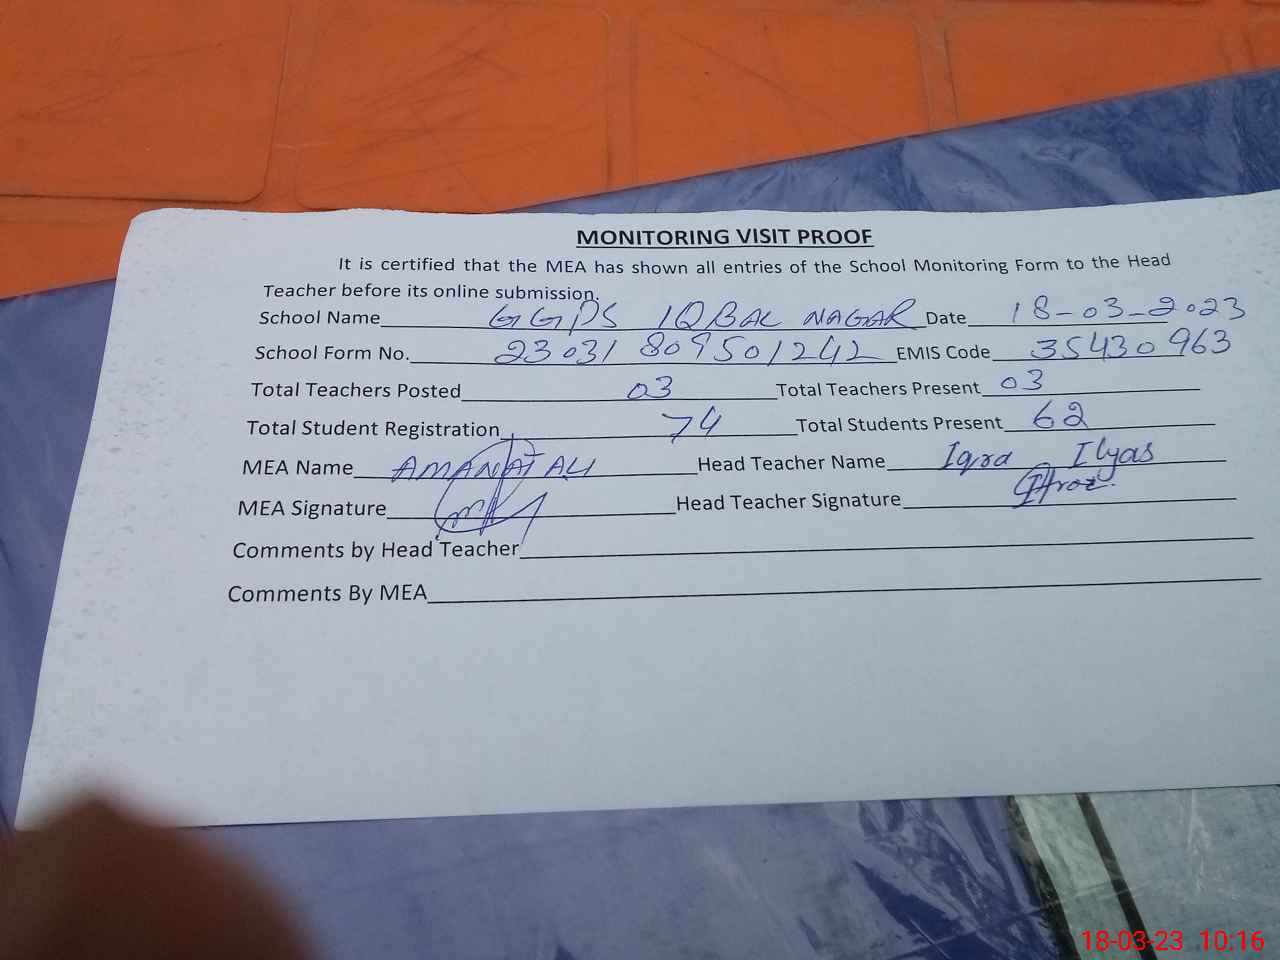 MONITORING VISIT PROOF
It is certified that the MEA has shown all entries of the School Monitoring Form to the Head
Teacher before its online submission.
School Name GGPS IQBAL NAGAR Date 18-03-2023
School Form No. 23031809501242 EMIS Code 35430963
Total Teachers Posted 03 Total Teachers Present 03
Total Student Registration 74 Total Students Present 62
MEA Name AMANAT ALI Head Teacher Name Iqra Ilyas
MEA Signature Head Teacher Signature
Comments by Head Teacher
Comments By MEA
18-03-23 10:16